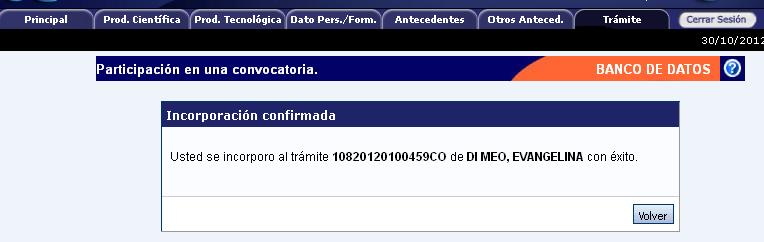 Principal Prod. Científica Prod. Tecnológica Dato Pers./Form. Antecedentes Otros Anteced. Trámite Cerrar Sesión
30/10/2012
Participación en una convocatoria. BANCO DE DATOS ?
Incorporación confirmada
Usted se incorporo al trámite 10820120100459CO de DI MEO, EVANGELINA con éxito.
Volver